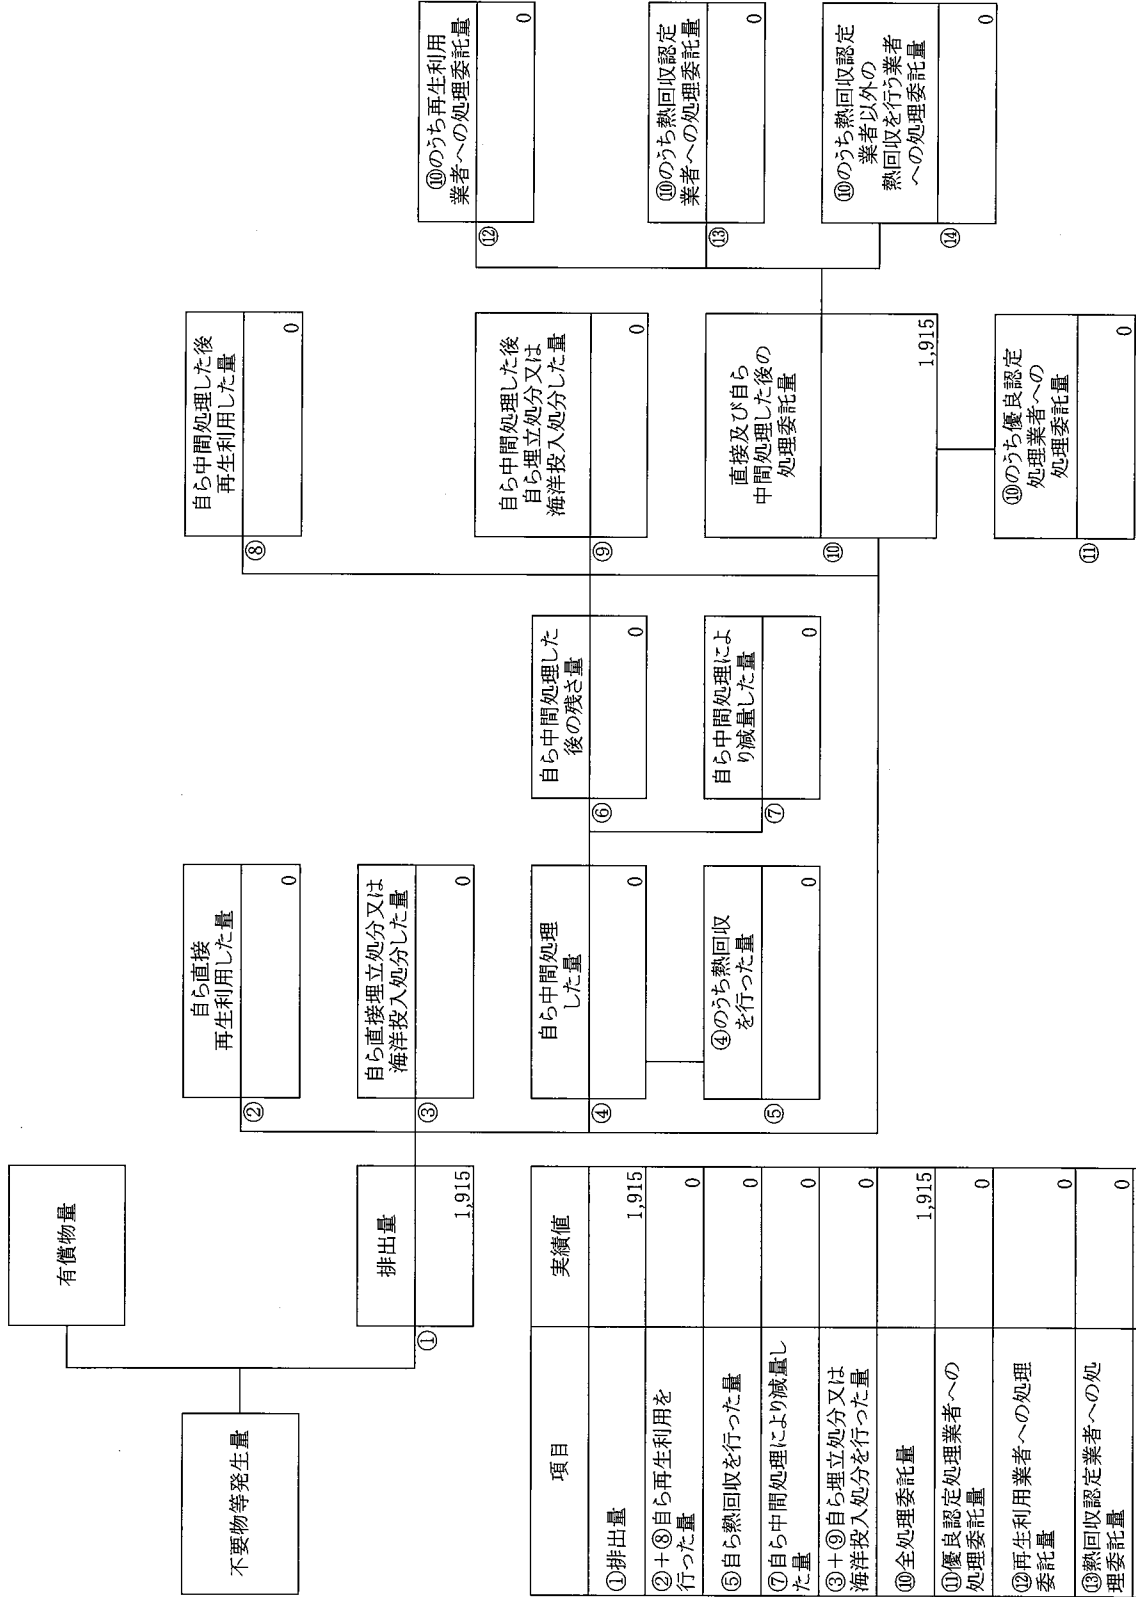 不要物等発生量
有償物量
排出量
①
1,915
自ら直接
再生利用した量
②
0
自ら直接埋立処分又は
海洋投入処分した量
③
0
自ら中間処理
した量
④
0
④のうち熱回収
を行った量
⑤
0
自ら中間処理した
後の残さ量
⑥
0
自ら中間処理によ
り減量した量
⑦
0
自ら中間処理した後
再生利用した量
⑧
0
自ら中間処理した後
自ら埋立処分又は
海洋投入処分した量
⑨
0
直接及び自ら
中間処理した後の
処理委託量
⑩
1,915
⑩のうち優良認定
処理業者への
処理委託量
⑪
0
⑩のうち再生利用
業者への処理委託量
⑫
0
⑩のうち熱回収認定
業者への処理委託量
⑬
0
⑩のうち熱回収認定
業者以外の
熱回収を行う業者
への処理委託量
⑭
0
項目 実績値
①排出量 1,915
②+⑧自ら再生利用を
行った量 0
⑤自ら熱回収を行った量 0
⑦自ら中間処理により減量し
た量 0
③+⑨自ら埋立処分又は
海洋投入処分を行った量 0
⑩全処理委託量 1,915
⑪優良認定処理業者への
処理委託量 0
⑫再生利用業者への処理
委託量 0
⑬熱回収認定業者への処
理委託量 0